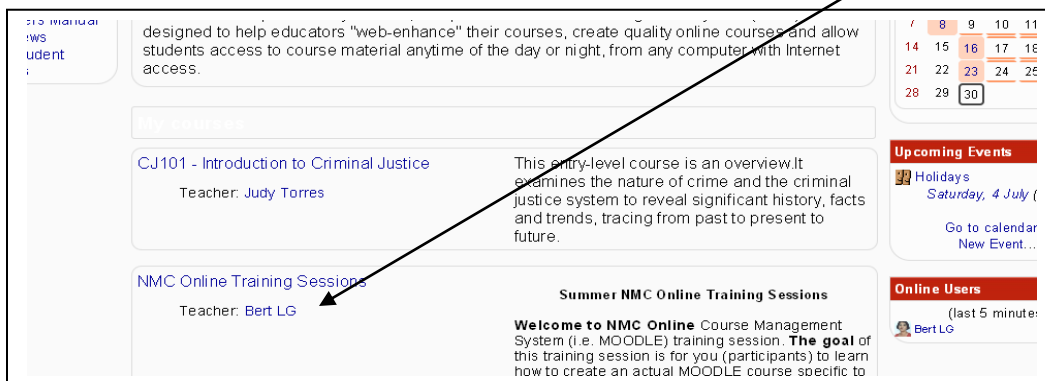 ers Manual
ews
udent
designed to help educators "web-enhance" their courses, create quality online courses and allow
students access to course material anytime of the day or night, from any computer with Internet
access.
My courses
CJ101 - Introduction to Criminal Justice
Teacher: Judy Torres
This entry-level course is an overview.It
examines the nature of crime and the criminal
justice system to reveal significant history, facts
and trends, tracing from past to present to
future.
NMC Online Training Sessions
Teacher: Bert LG
Summer NMC Online Training Sessions
Welcome to NMC Online Course Management
System (i.e. MOODLE) training session. The goal of
this training session is for you (participants) to learn
how to create an actual MOODLE course specific to
7 8 9 10 11
14 15 16 17 18
21 22 23 24 25
28 29 30
Upcoming Events
Holidays
Saturday, 4 July (
Go to calendar
New Event...
Online Users
(last 5 minutes
Bert LG